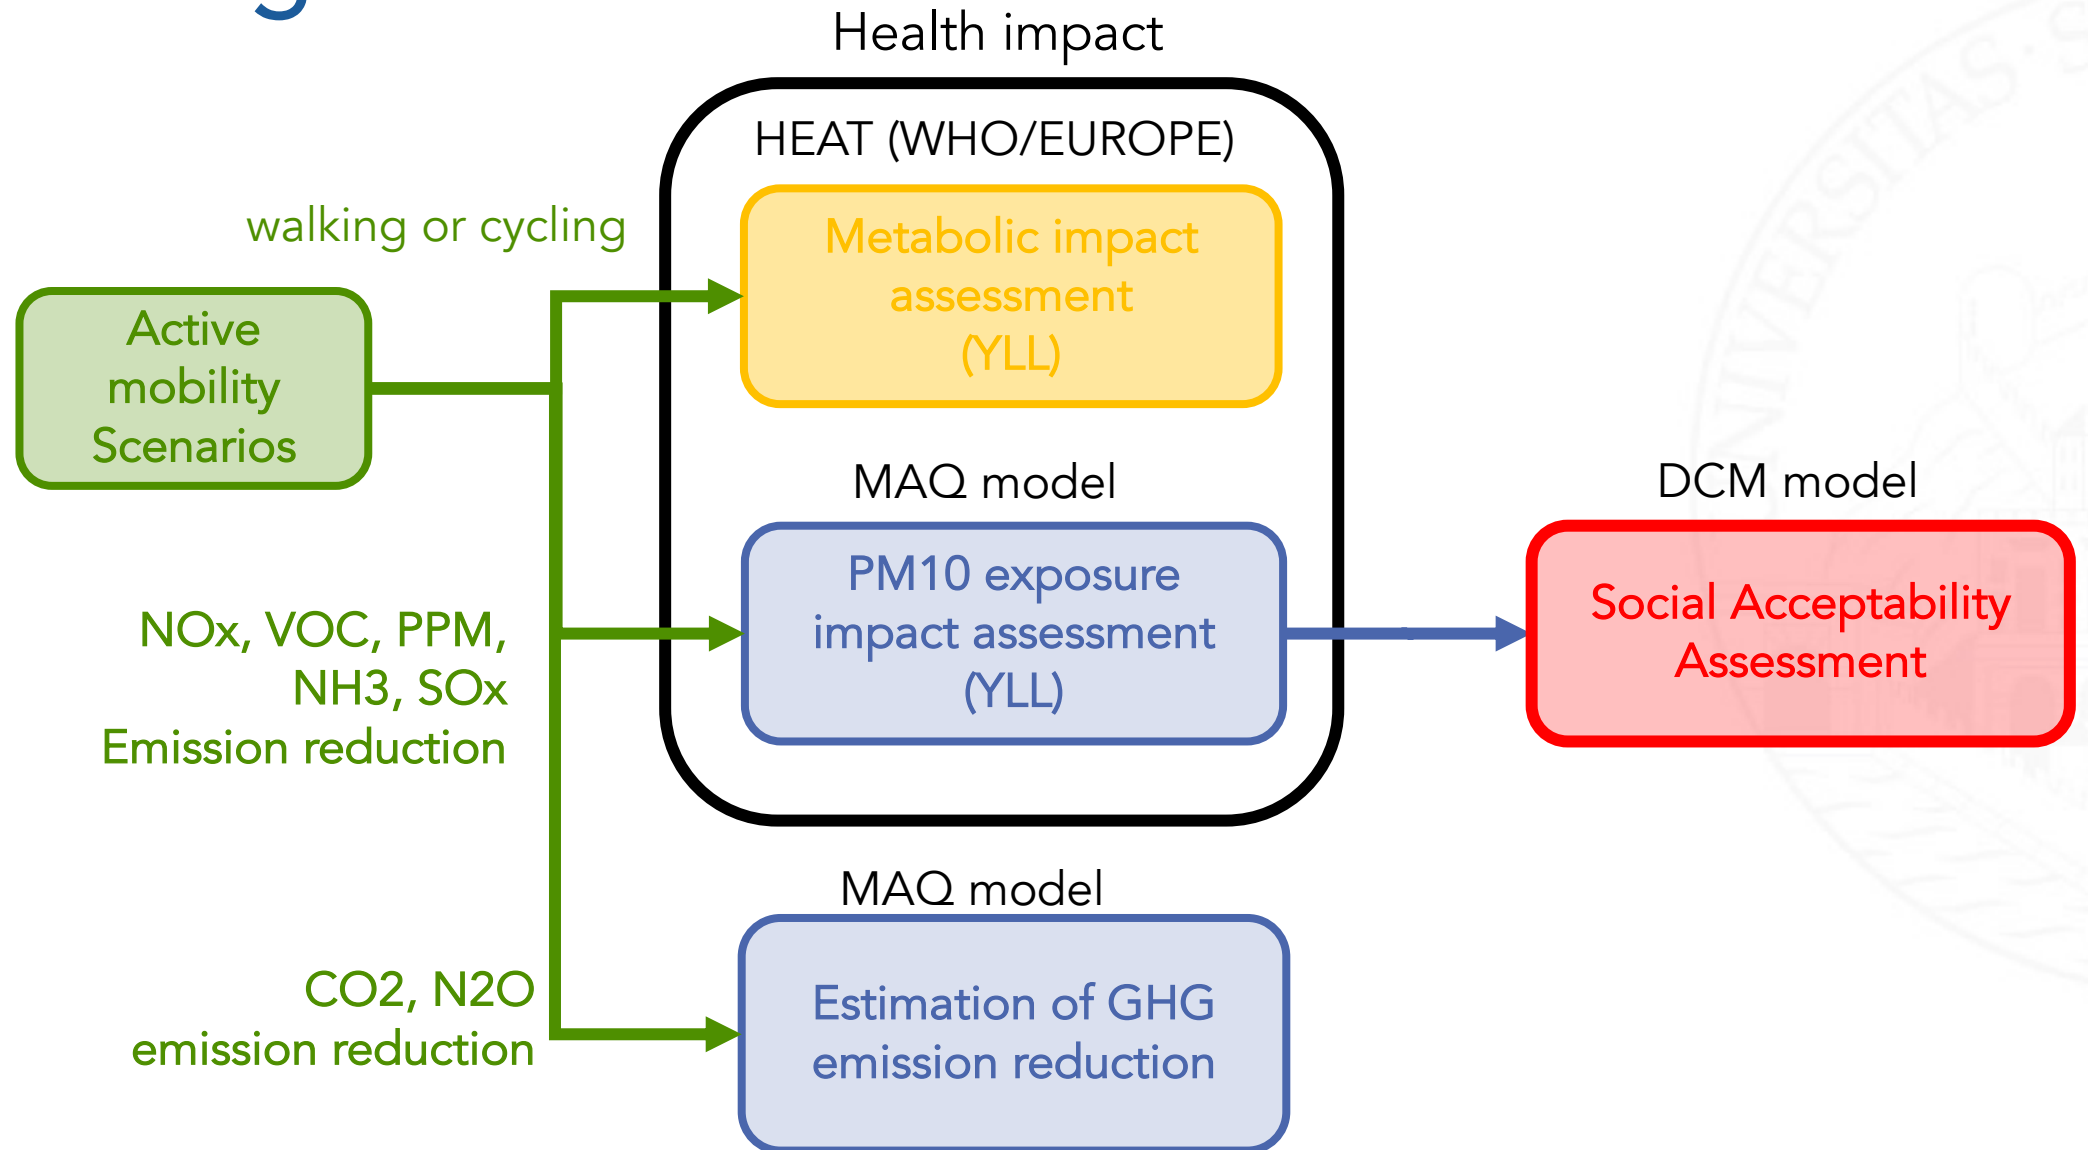 Health impact
HEAT (WHO/EUROPE)
walking or cycling
Metabolic impact
assessment
(YLL)
Active
mobility
Scenarios
MAQ model
DCM model
PM10 exposure
impact assessment
(YLL)
Social Acceptability
Assessment
NOx, VOC, PPM,
NH3, SOx
Emission reduction
MAQ model
CO2, N2O
emission reduction
Estimation of GHG
emission reduction